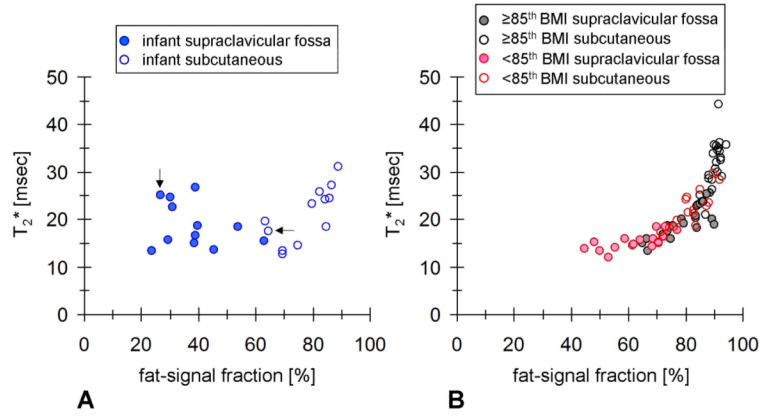 infant supraclavicular fossa
infant subcutaneous
≥85th BMI supraclavicular fossa
≥85th BMI subcutaneous
<85th BMI supraclavicular fossa
<85th BMI subcutaneous
50
40
30
20
10
0
T2* [msec]
0 20 40 60 80 100
fat-signal fraction [%]
A
50
40
30
20
10
0
T2* [msec]
0 20 40 60 80 100
fat-signal fraction [%]
B